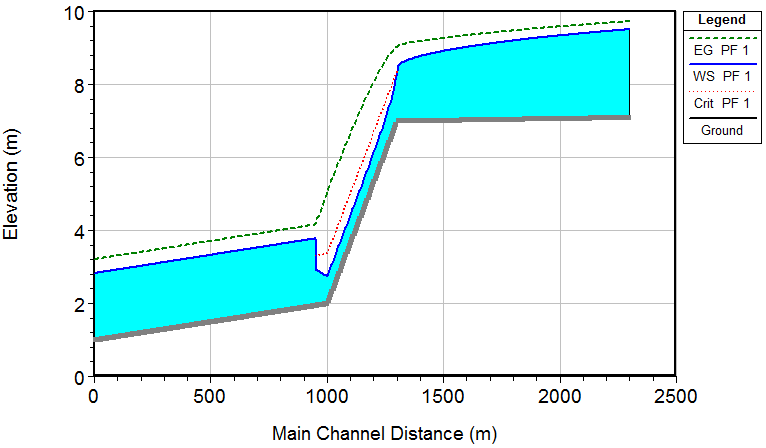 10
8
6
4
2
0
Elevation (m)
0 500 1000 1500 2000 2500
Main Channel Distance (m)
Legend
EG PF 1
WS PF 1
Crit PF 1
Ground